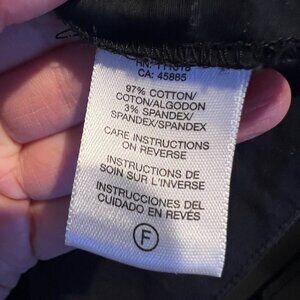 CA: 45885
97% COTTON/
COTON/ALGODON
3% SPANDEX/
SPANDEX/SPANDEX
CARE INSTRUCTIONS
ON REVERSE
INSTRUCTIONS DE
SOIN SUR L'INVERSE
INSTRUCCIONES DEL
CUIDADO EN REVÉS
F